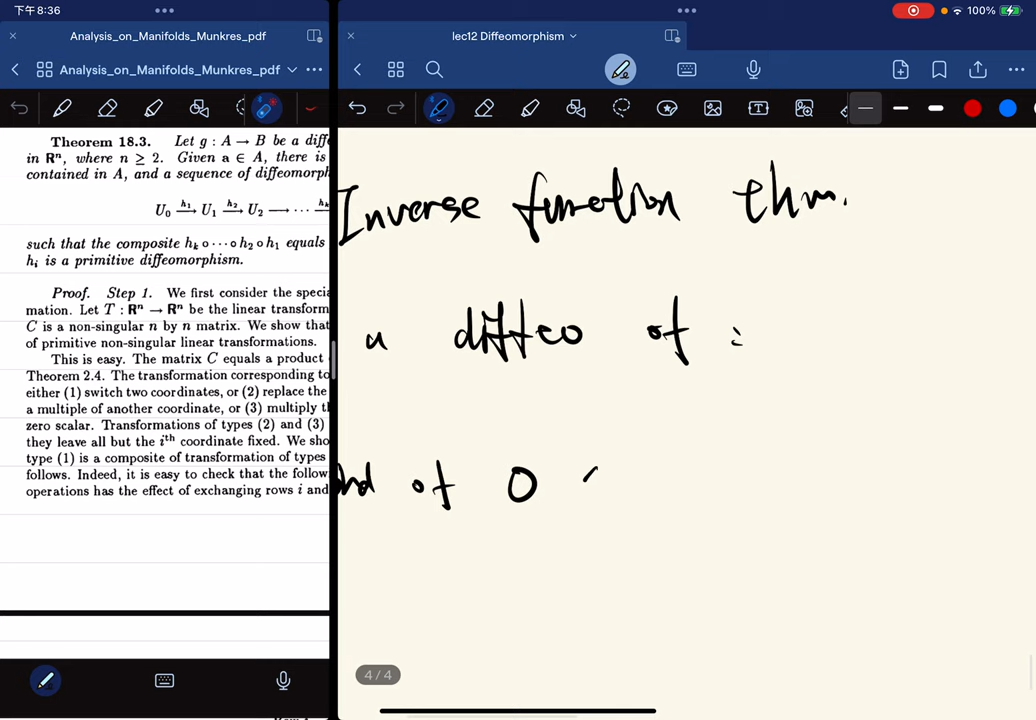 下午8:36
100%
Analysis_on_Manifolds_Munkres_pdf
lec12 Diffeomorphism
Analysis_on_Manifolds_Munkres_pdf
Theorem 18.3. Let g : A → B be a diff
in Rⁿ, where n ≥ 2. Given a ∈ A, there is
contained in A, and a sequence of diffeomorph
U₀ —h₁→ U₁ —h₂→ U₂ ⟶ ··· —hₖ
such that the composite hₖ ∘ ··· ∘ h₂ ∘ h₁ equals
hᵢ is a primitive diffeomorphism.
Proof. Step 1. We first consider the specia
mation. Let T : Rⁿ → Rⁿ be the linear transform
C is a non-singular n by n matrix. We show that
of primitive non-singular linear transformations.
This is easy. The matrix C equals a product
Theorem 2.4. The transformation corresponding to
either (1) switch two coordinates, or (2) replace the
a multiple of another coordinate, or (3) multiply th
zero scalar. Transformations of types (2) and (3)
they leave all but the iᵗʰ coordinate fixed. We sho
type (1) is a composite of transformation of types
follows. Indeed, it is easy to check that the follow
operations has the effect of exchanging rows i and
Inverse function thm.
a diffeo of
nd of 0
4/4